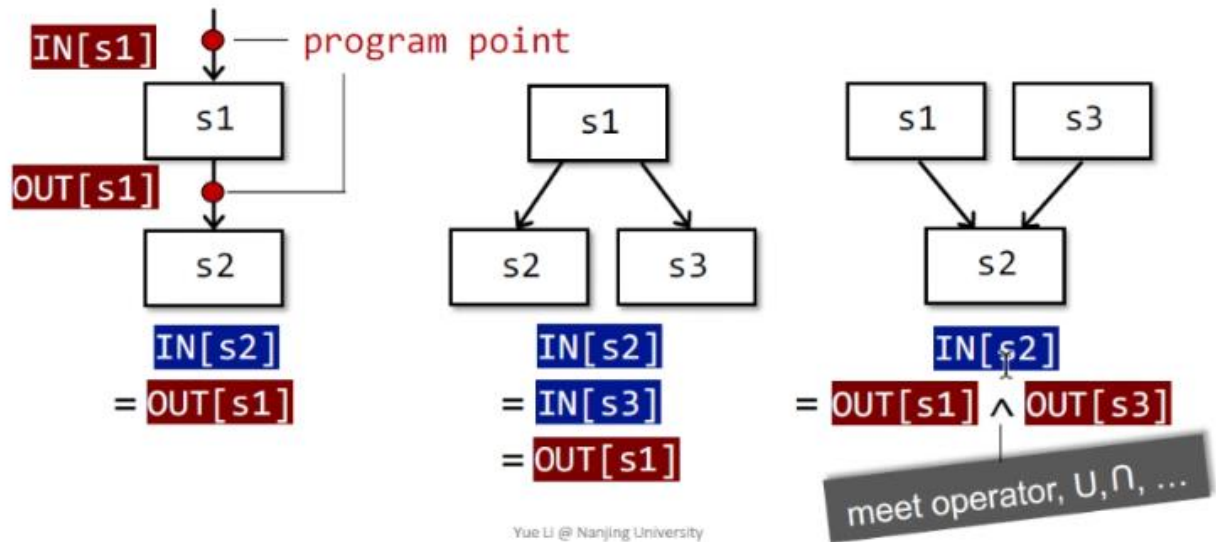 IN[s1]
program point
s1
OUT[s1]
s2
IN[s2]
= OUT[s1]
s1
s2 s3
IN[s2]
= IN[s3]
= OUT[s1]
s1 s3
s2
IN[s2]
= OUT[s1] ∧ OUT[s3]
meet operator, ∪,∩, ...
Yue Li @ Nanjing University